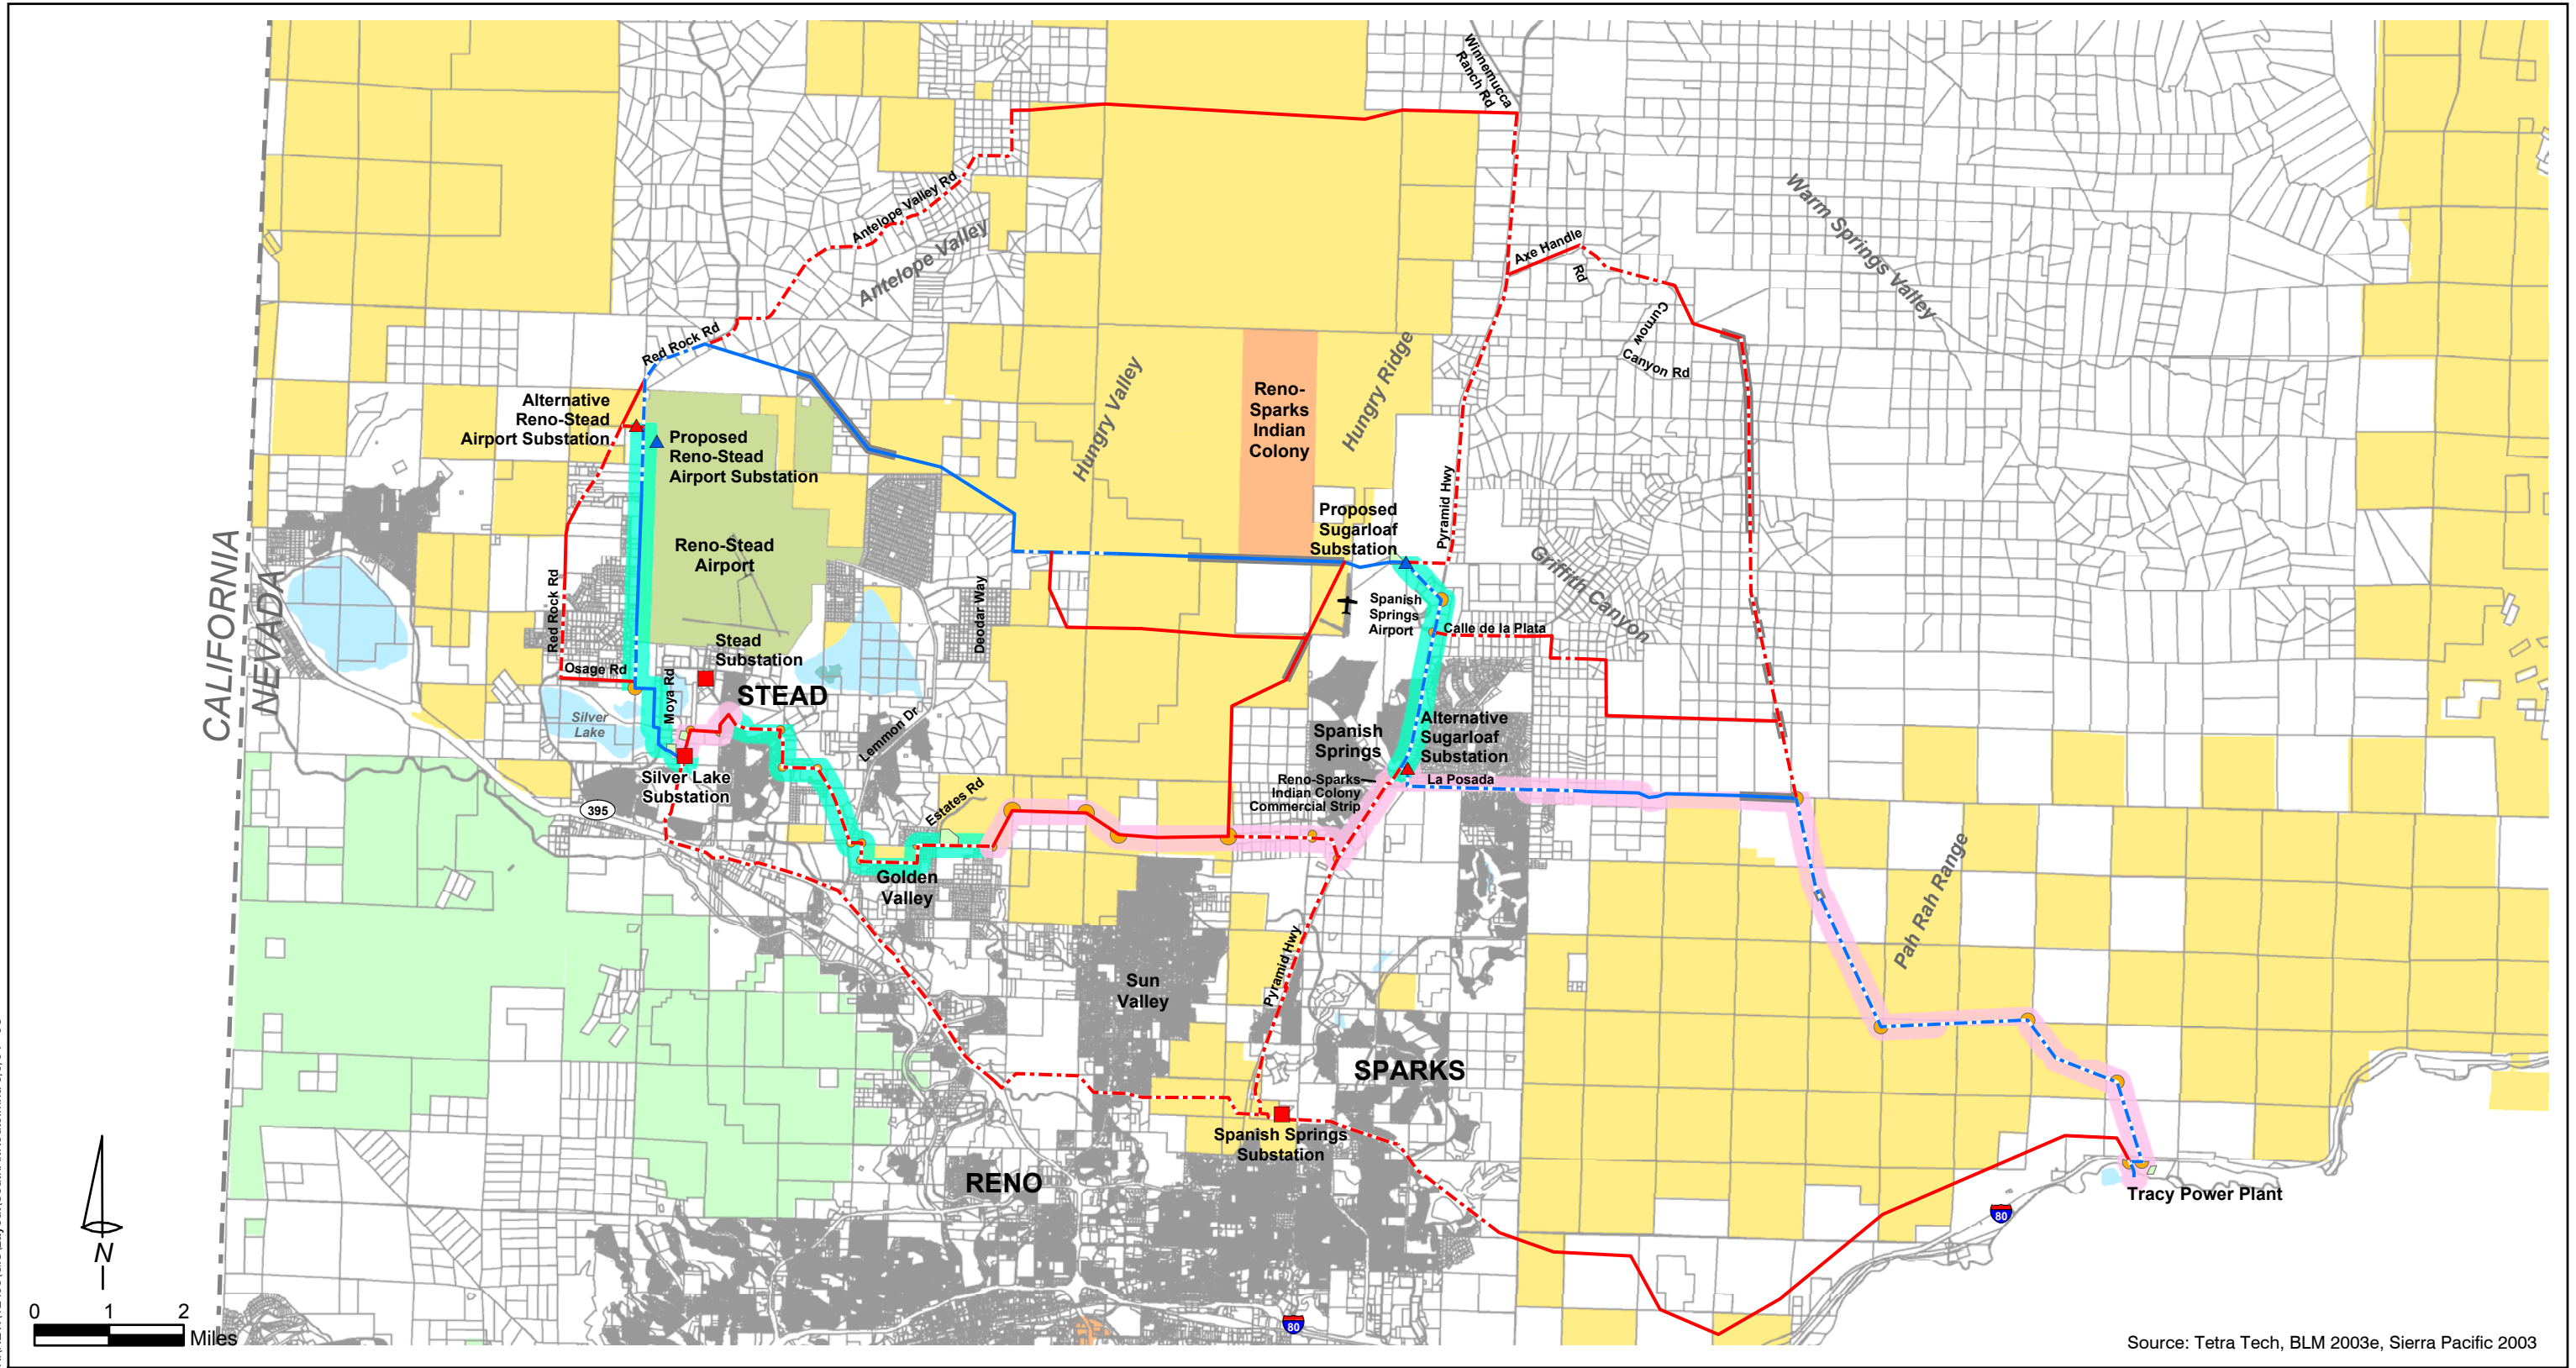 Winnemucca
Ranch Rd
Warm Springs Valley
Antelope Valley Rd
Antelope Valley
Axe Handle
Rd
Curnow
Canyon Rd
Red Rock Rd
Hungry Valley
Hungry Ridge
Reno-
Sparks
Indian
Colony
Alternative
Reno-Stead
Airport Substation
Proposed
Reno-Stead
Airport Substation
Pyramid Hwy
Proposed
Sugarloaf
Substation
Reno-Stead
Airport
Griffith Canyon
CALIFORNIA
NEVADA
Red Rock Rd
Deodar Way
Spanish
Springs
Airport
Calle de la Plata
Stead
Substation
Osage Rd
Moya Rd
STEAD
Silver
Lake
Lemmon Dr
Spanish
Springs
Alternative
Sugarloaf
Substation
Silver Lake
Substation
Reno-Sparks
Indian Colony
Commercial Strip
La Posada
395
Estates Rd
Golden
Valley
Pah Rah Range
Sun
Valley
Pyramid Hwy
SPARKS
Spanish Springs
Substation
RENO
Tracy Power Plant
80
80
N
0 1 2
Miles
Source: Tetra Tech, BLM 2003e, Sierra Pacific 2003